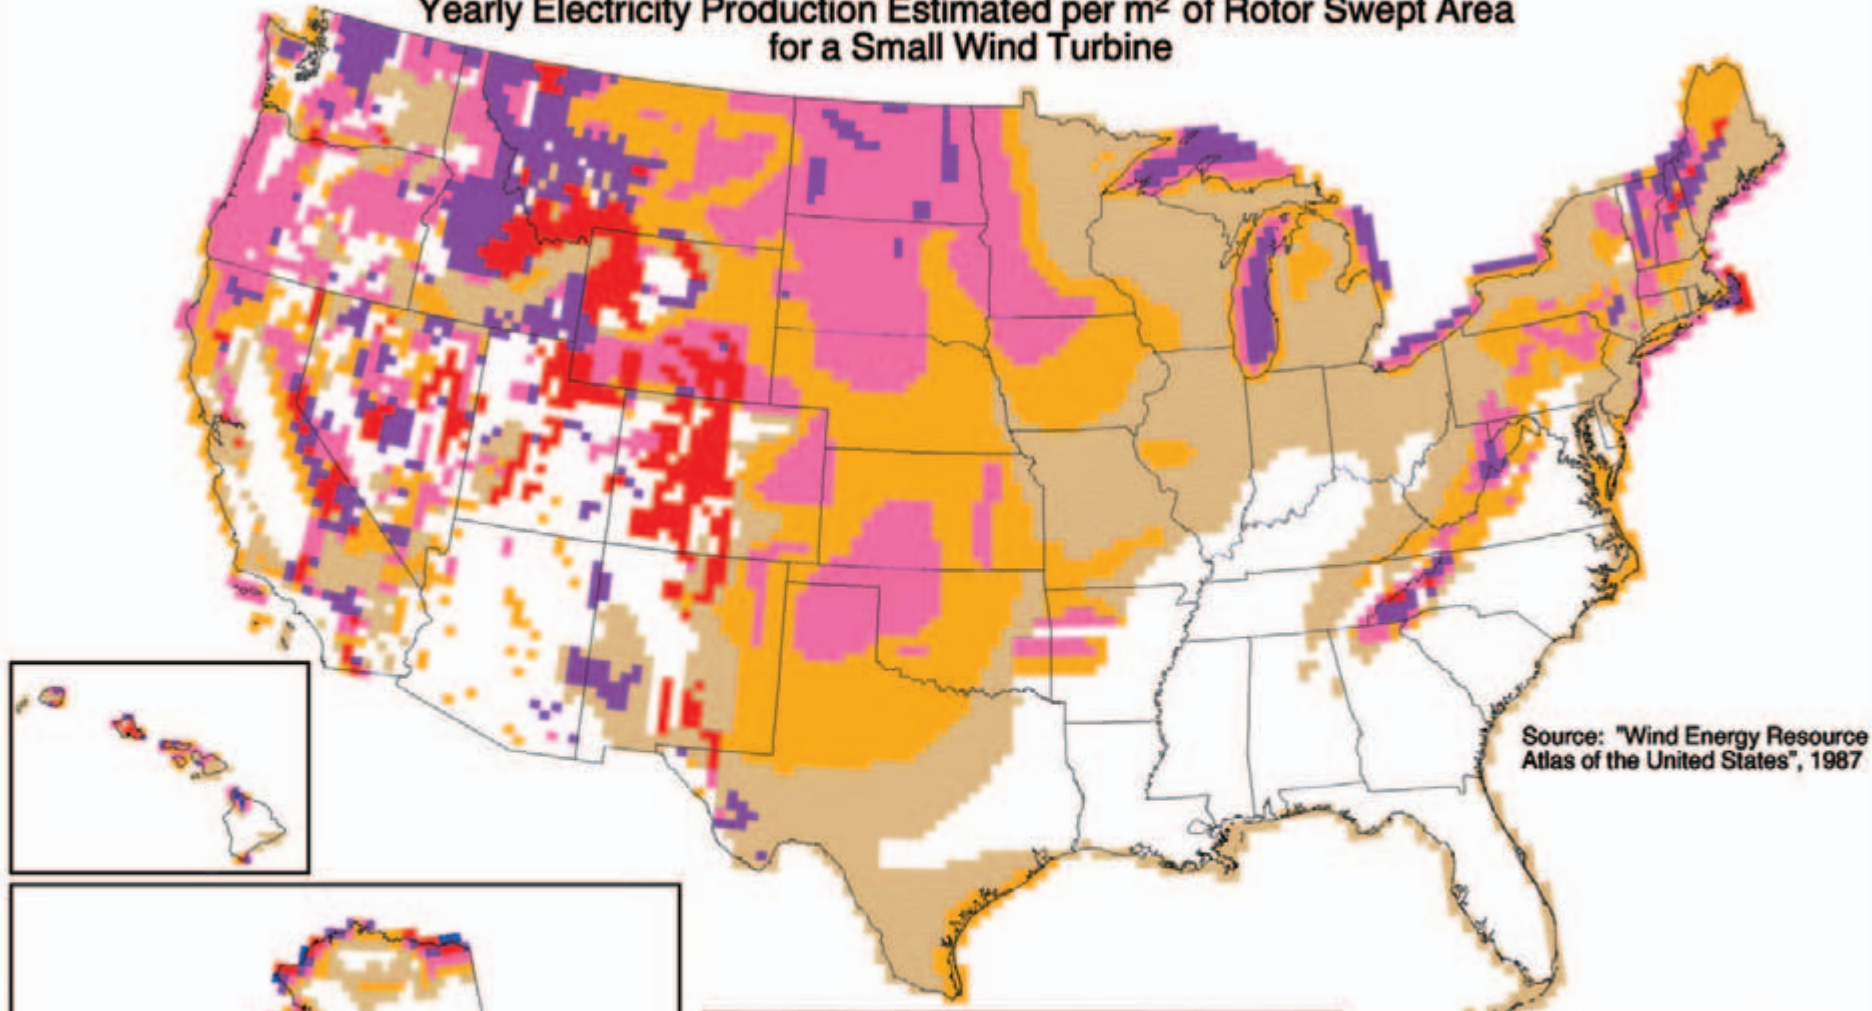 Yearly Electricity Production Estimated per m² of Rotor Swept Area
for a Small Wind Turbine
Source: "Wind Energy Resource
Atlas of the United States", 1987